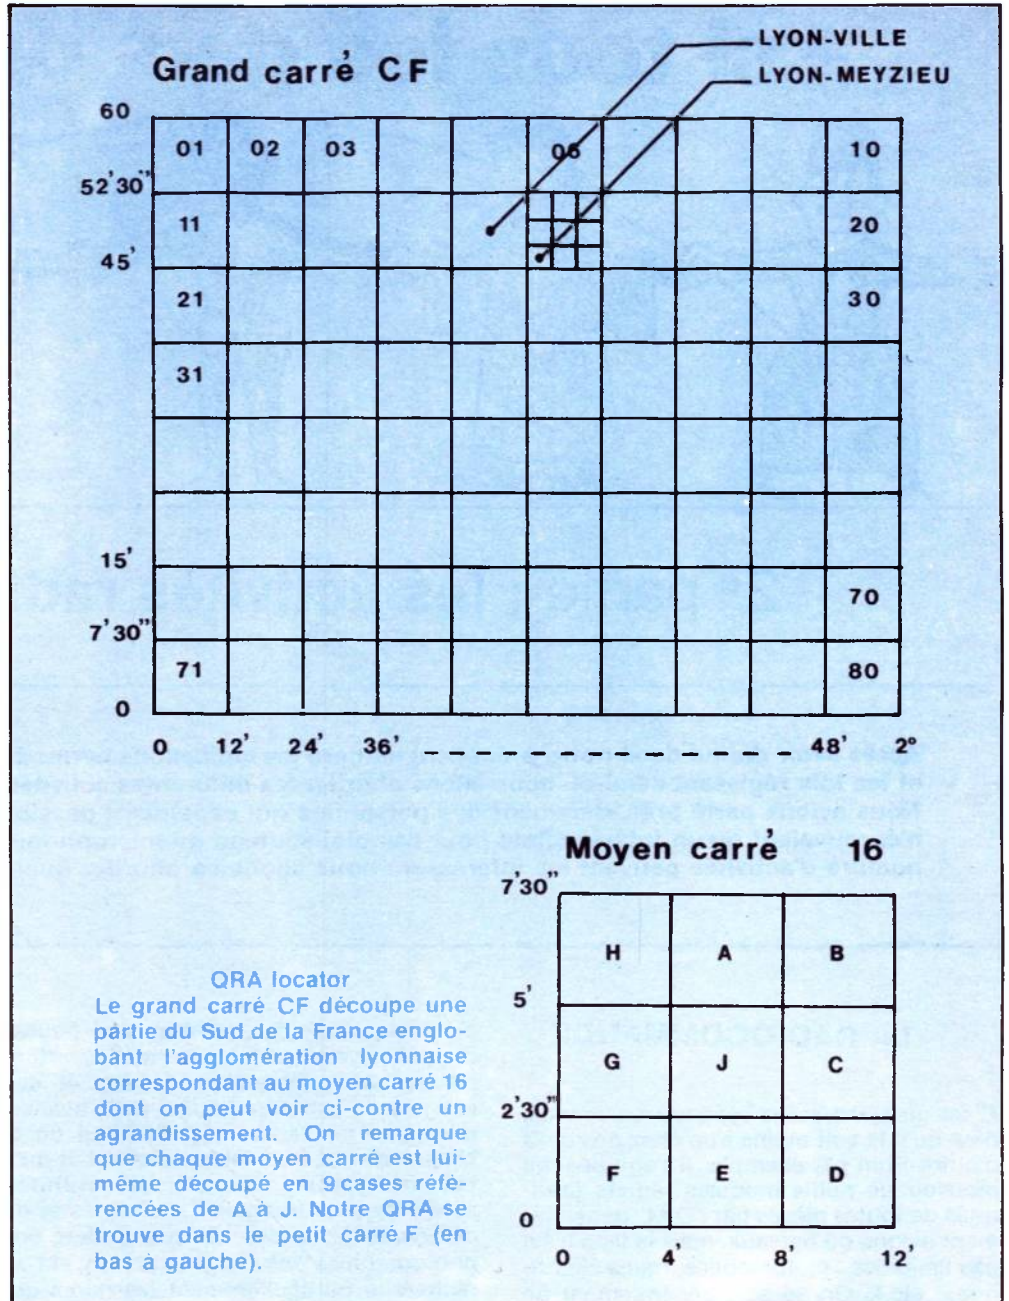 LYON-VILLE
Grand carré CF
LYON-MEYZIEU
60
01 02 03 06 10
52'30"
11 20
45'
21 30
31
15'
70
7'30"
71 80
0
0 12' 24' 36' 48' 2°
Moyen carré 16
7'30"
H A B
5'
G J C
2'30"
F E D
0
0 4' 8' 12'
QRA locator
Le grand carré CF découpe une
partie du Sud de la France englo-
bant l'agglomération lyonnaise
correspondant au moyen carré 16
dont on peut voir ci-contre un
agrandissement. On remarque
que chaque moyen carré est lui-
même découpé en 9 cases réfé-
rencées de A à J. Notre QRA se
trouve dans le petit carré F (en
bas à gauche).